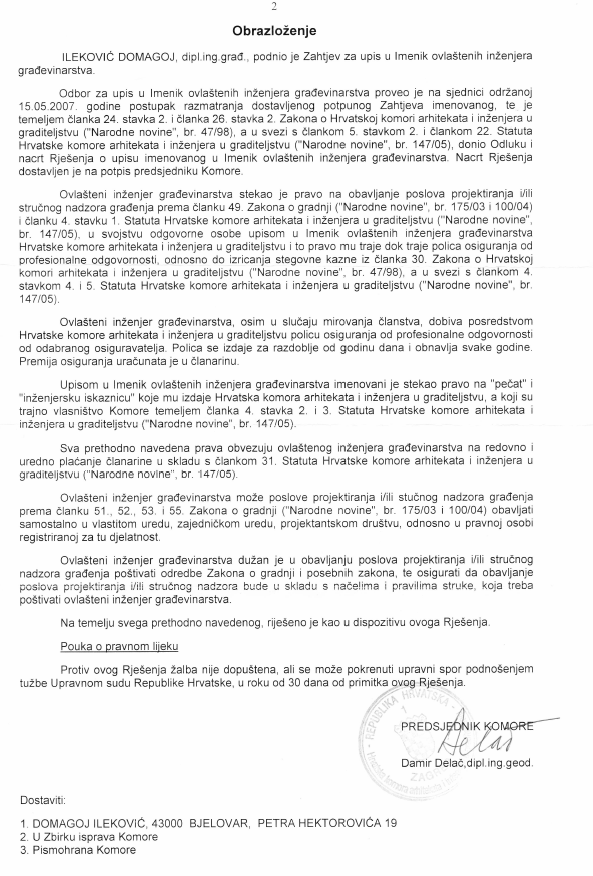 2
Obrazloženje
ILEKOVIĆ DOMAGOJ, dipl.ing.građ., podnio je Zahtjev za upis u Imenik ovlaštenih inženjera
građevinarstva.
Odbor za upis u Imenik ovlaštenih inženjera građevinarstva proveo je na sjednici održanoj
15.05.2007. godine postupak razmatranja dostavljenog potpunog Zahtjeva imenovanog, te je
temeljem članka 24. stavka 2. i članka 26. stavka 2. Zakona o Hrvatskoj komori arhitekata i inženjera u
graditeljstvu ("Narodne novine", br. 47/98), a u svezi s člankom 5. stavkom 2. i člankom 22. Statuta
Hrvatske komore arhitekata i inženjera u graditeljstvu ("Narodne novine", br. 147/05), donio Odluku i
nacrt Rješenja o upisu imenovanog u Imenik ovlaštenih inženjera građevinarstva. Nacrt Rješenja
dostavljen je na potpis predsjedniku Komore.
Ovlašteni inženjer građevinarstva stekao je pravo na obavljanje poslova projektiranja i/ili
stručnog nadzora građenja prema članku 49. Zakona o gradnji ("Narodne novine", br. 175/03 i 100/04)
i članku 4. stavku 1. Statuta Hrvatske komore arhitekata i inženjera u graditeljstvu ("Narodne novine",
br. 147/05), u svojstvu odgovorne osobe upisom u Imenik ovlaštenih inženjera građevinarstva
Hrvatske komore arhitekata i inženjera u graditeljstvu i to pravo mu traje dok traje polica osiguranja od
profesionalne odgovornosti, odnosno do izricanja stegovne kazne iz članka 30. Zakona o Hrvatskoj
komori arhitekata i inženjera u graditeljstvu ("Narodne novine", br. 47/98), a u svezi s člankom 4.
stavkom 4. i 5. Statuta Hrvatske komore arhitekata i inženjera u graditeljstvu ("Narodne novine", br.
147/05).
Ovlašteni inženjer građevinarstva, osim u slučaju mirovanja članstva, dobiva posredstvom
Hrvatske komore arhitekata i inženjera u graditeljstvu policu osiguranja od profesionalne odgovornosti
od odabranog osiguravatelja. Polica se izdaje za razdoblje od godinu dana i obnavlja svake godine.
Premija osiguranja uračunata je u članarinu.
Upisom u Imenik ovlaštenih inženjera građevinarstva imenovani je stekao pravo na "pečat" i
"inženjersku iskaznicu" koje mu izdaje Hrvatska komora arhitekata i inženjera u graditeljstvu, a koji su
trajno vlasništvo Komore temeljem članka 4. stavka 2. i 3. Statuta Hrvatske komore arhitekata i
inženjera u graditeljstvu ("Narodne novine", br. 147/05).
Sva prethodno navedena prava obvezuju ovlaštenog inženjera građevinarstva na redovno i
uredno plaćanje članarine u skladu s člankom 31. Statuta Hrvatske komore arhitekata i inženjera u
graditeljstvu ("Narodne novine", br. 147/05).
Ovlašteni inženjer građevinarstva može poslove projektiranja i/ili stučnog nadzora građenja
prema članku 51., 52., 53. i 55. Zakona o gradnji ("Narodne novine", br. 175/03 i 100/04) obavljati
samostalno u vlastitom uredu, zajedničkom uredu, projektantskom društvu, odnosno u pravnoj osobi
registriranoj za tu djelatnost.
Ovlašteni inženjer građevinarstva dužan je u obavljanju poslova projektiranja i/ili stručnog
nadzora građenja poštivati odredbe Zakona o gradnji i posebnih zakona, te osigurati da obavljanje
poslova projektiranja i/ili stručnog nadzora bude u skladu s načelima i pravilima struke, koja treba
poštivati ovlašteni inženjer građevinarstva.
Na temelju svega prethodno navedenog, riješeno je kao u dispozitivu ovoga Rješenja.
Pouka o pravnom lijeku
Protiv ovog Rješenja žalba nije dopuštena, ali se može pokrenuti upravni spor podnošenjem
tužbe Upravnom sudu Republike Hrvatske, u roku od 30 dana od primitka ovog Rješenja.
REPUBLIKA HRVATSKA
PREDSJEDNIK KOMORE
Delač
Damir Delač,dipl.ing.geod.
Dostaviti:
1. DOMAGOJ ILEKOVIĆ, 43000 BJELOVAR, PETRA HEKTOROVIĆA 19
2. U Zbirku isprava Komore
3. Pismohrana Komore